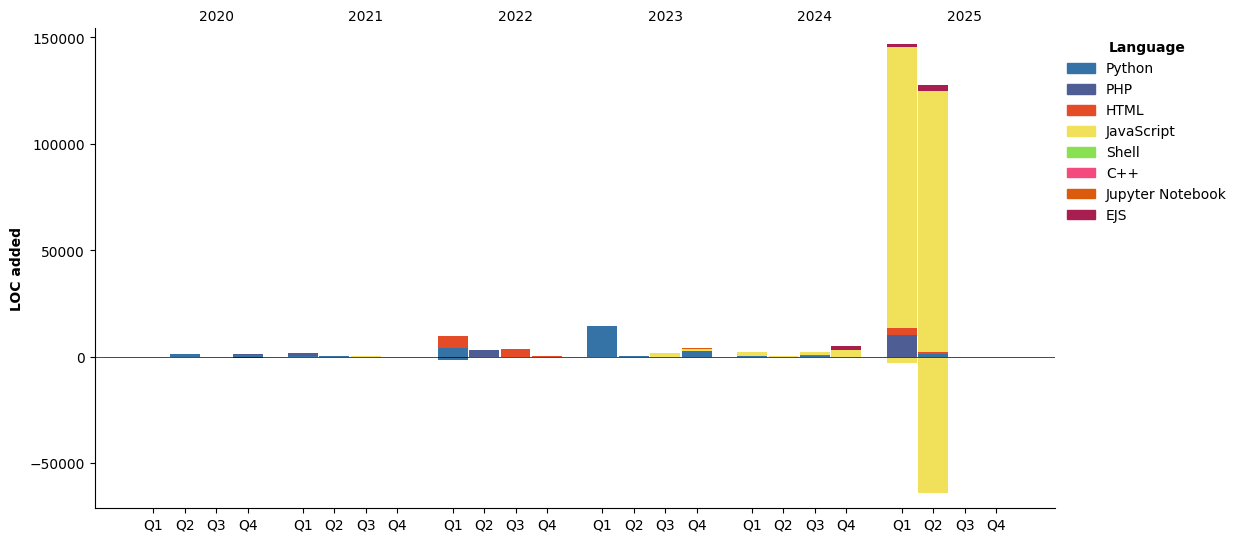 2020 2021 2022 2023 2024 2025
150000
100000
50000
0
−50000
LOC added
Q1 Q2 Q3 Q4 Q1 Q2 Q3 Q4 Q1 Q2 Q3 Q4 Q1 Q2 Q3 Q4 Q1 Q2 Q3 Q4 Q1 Q2 Q3 Q4
Language
Python
PHP
HTML
JavaScript
Shell
C++
Jupyter Notebook
EJS